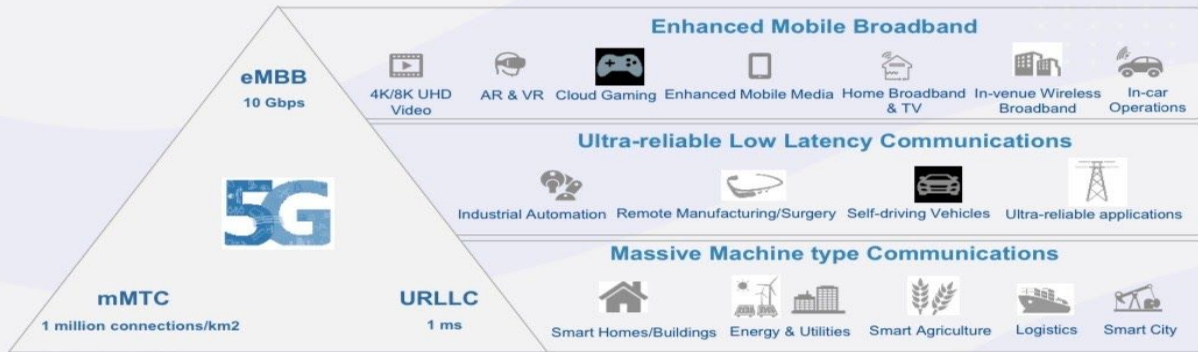 eMBB
10 Gbps
5G
mMTC
1 million connections/km2
URLLC
1 ms
Enhanced Mobile Broadband
4K/8K UHD
Video
AR & VR
Cloud Gaming
Enhanced Mobile Media
Home Broadband
& TV
In-venue Wireless
Broadband
In-car
Operations
Ultra-reliable Low Latency Communications
Industrial Automation
Remote Manufacturing/Surgery
Self-driving Vehicles
Ultra-reliable applications
Massive Machine type Communications
Smart Homes/Buildings
Energy & Utilities
Smart Agriculture
Logistics
Smart City